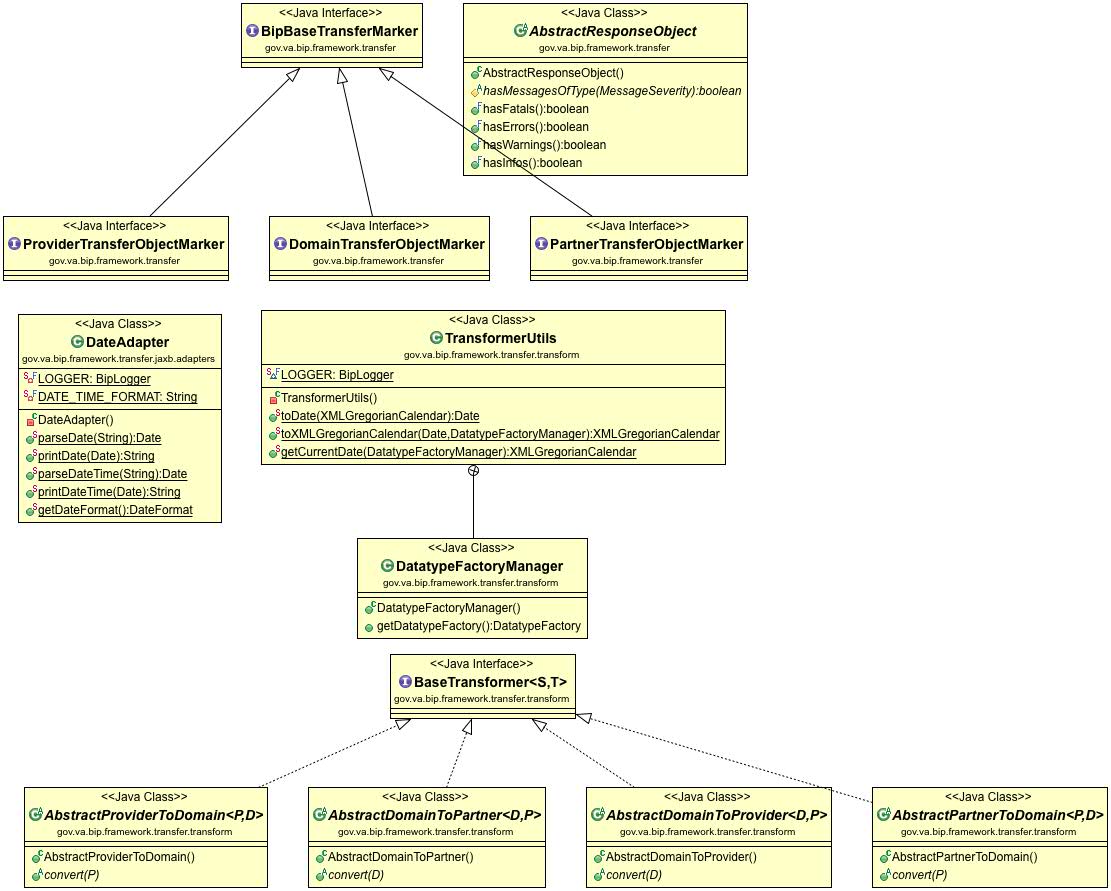 <<Java Interface>>
BipBaseTransferMarker
gov.va.bip.framework.transfer
<<Java Class>>
AbstractResponseObject
gov.va.bip.framework.transfer
AbstractResponseObject()
hasMessagesOfType(MessageSeverity):boolean
hasFatals():boolean
hasErrors():boolean
hasWarnings():boolean
hasInfos():boolean
<<Java Interface>>
ProviderTransferObjectMarker
gov.va.bip.framework.transfer
<<Java Interface>>
DomainTransferObjectMarker
gov.va.bip.framework.transfer
<<Java Interface>>
PartnerTransferObjectMarker
gov.va.bip.framework.transfer
<<Java Class>>
DateAdapter
gov.va.bip.framework.transfer.jaxb.adapters
LOGGER: BipLogger
DATE_TIME_FORMAT: String
DateAdapter()
parseDate(String):Date
printDate(Date):String
parseDateTime(String):Date
printDateTime(Date):String
getDateFormat():DateFormat
<<Java Class>>
TransformerUtils
gov.va.bip.framework.transfer.transform
LOGGER: BipLogger
TransformerUtils()
toDate(XMLGregorianCalendar):Date
toXMLGregorianCalendar(Date,DatatypeFactoryManager):XMLGregorianCalendar
getCurrentDate(DatatypeFactoryManager):XMLGregorianCalendar
<<Java Class>>
DatatypeFactoryManager
gov.va.bip.framework.transfer.transform
DatatypeFactoryManager()
getDatatypeFactory():DatatypeFactory
<<Java Interface>>
BaseTransformer<S,T>
gov.va.bip.framework.transfer.transform
<<Java Class>>
AbstractProviderToDomain<P,D>
gov.va.bip.framework.transfer.transform
AbstractProviderToDomain()
convert(P)
<<Java Class>>
AbstractDomainToPartner<D,P>
gov.va.bip.framework.transfer.transform
AbstractDomainToPartner()
convert(D)
<<Java Class>>
AbstractDomainToProvider<D,P>
gov.va.bip.framework.transfer.transform
AbstractDomainToProvider()
convert(D)
<<Java Class>>
AbstractPartnerToDomain<P,D>
gov.va.bip.framework.transfer.transform
AbstractPartnerToDomain()
convert(P)